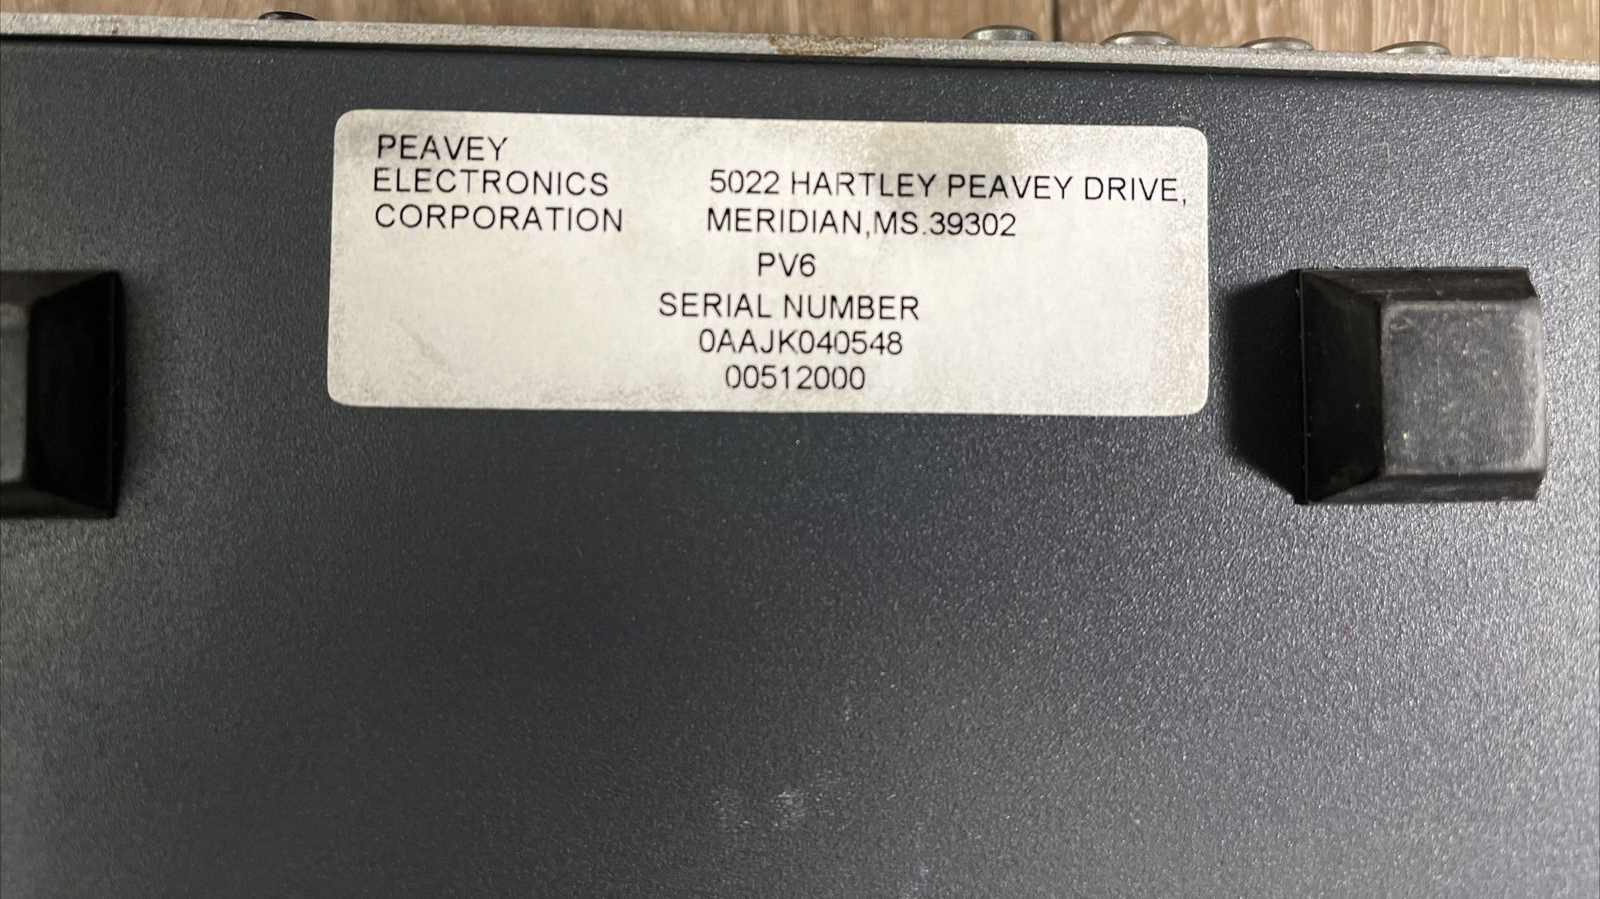 PEAVEY
ELECTRONICS
CORPORATION
5022 HARTLEY PEAVEY DRIVE,
MERIDIAN,MS.39302
PV6
SERIAL NUMBER
0AAJK040548
00512000